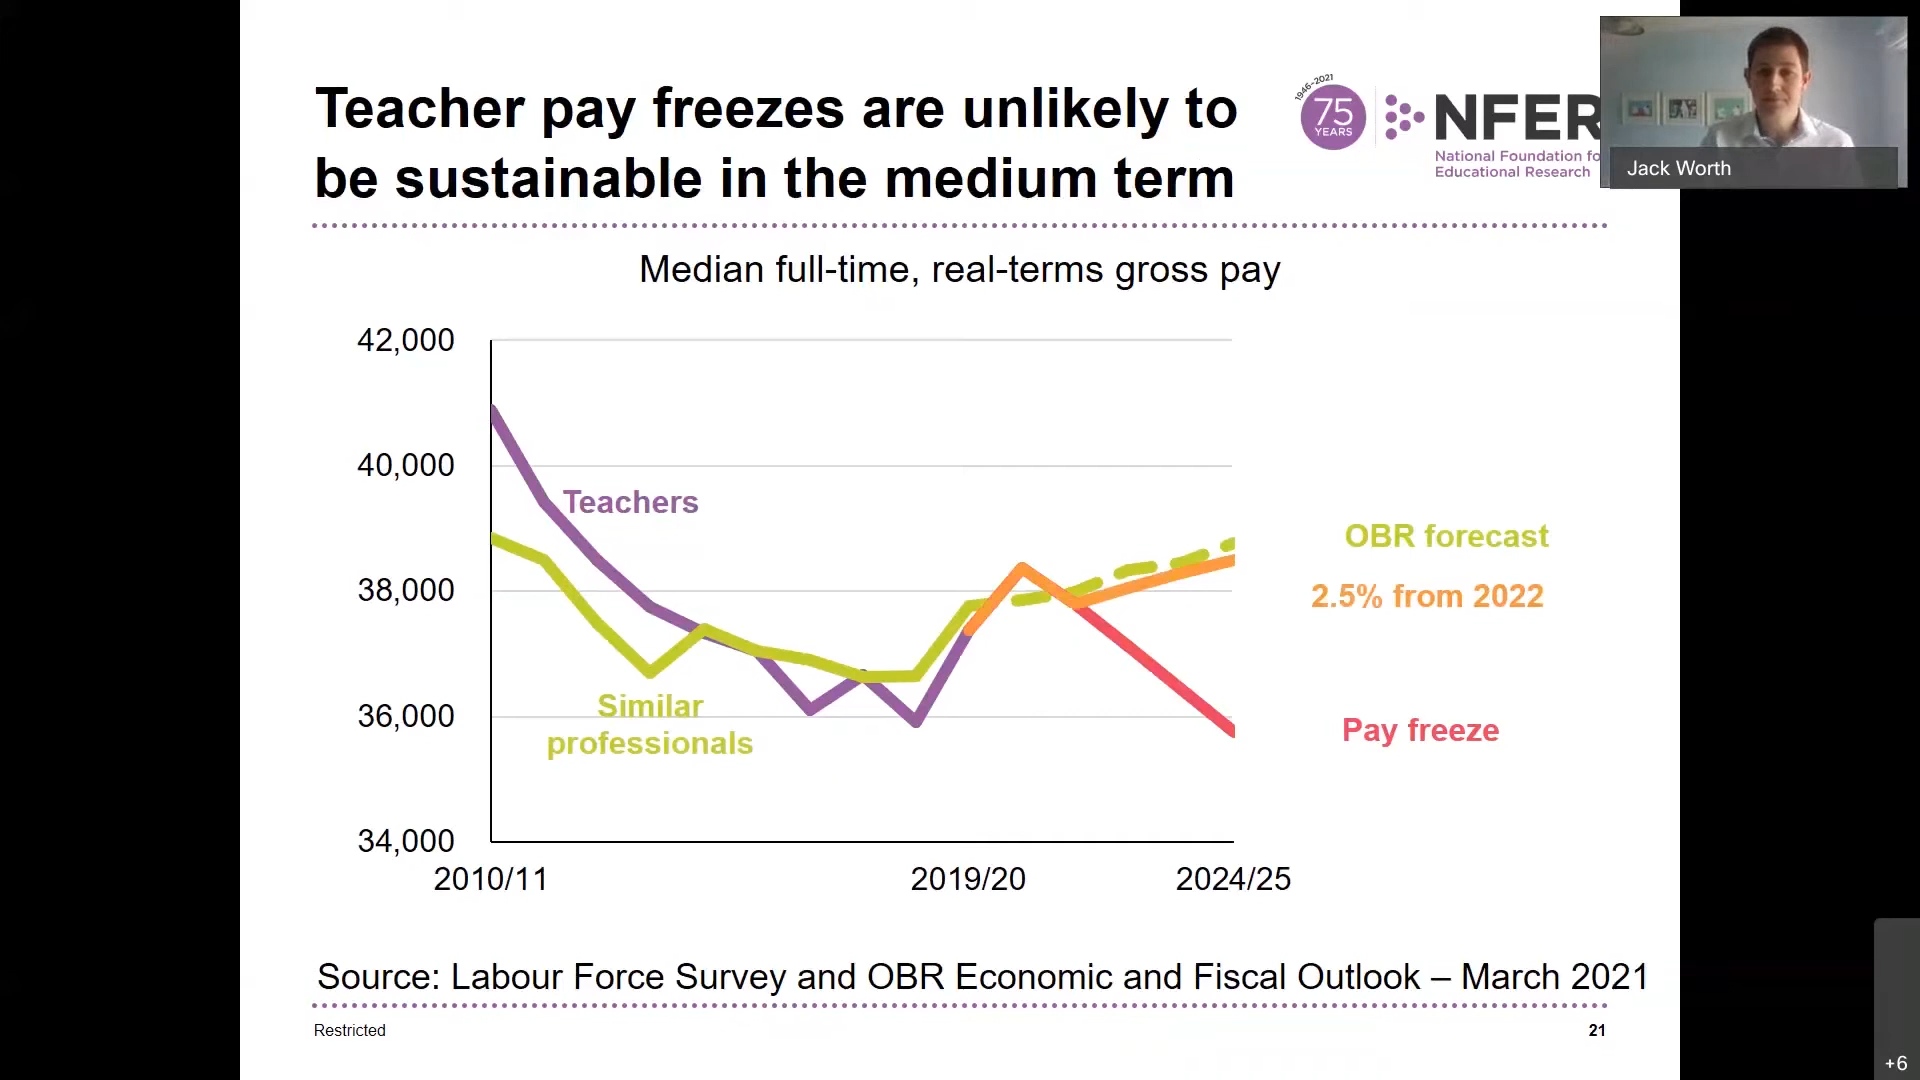 Teacher pay freezes are unlikely to
be sustainable in the medium term
1946-2021
75
YEARS
NFER
National Foundation fo
Educational Research
Jack Worth
Median full-time, real-terms gross pay
42,000
40,000
38,000
36,000
34,000
Teachers
Similar
professionals
OBR forecast
2.5% from 2022
Pay freeze
2010/11
2019/20
2024/25
Source: Labour Force Survey and OBR Economic and Fiscal Outlook – March 2021
Restricted
21
+6